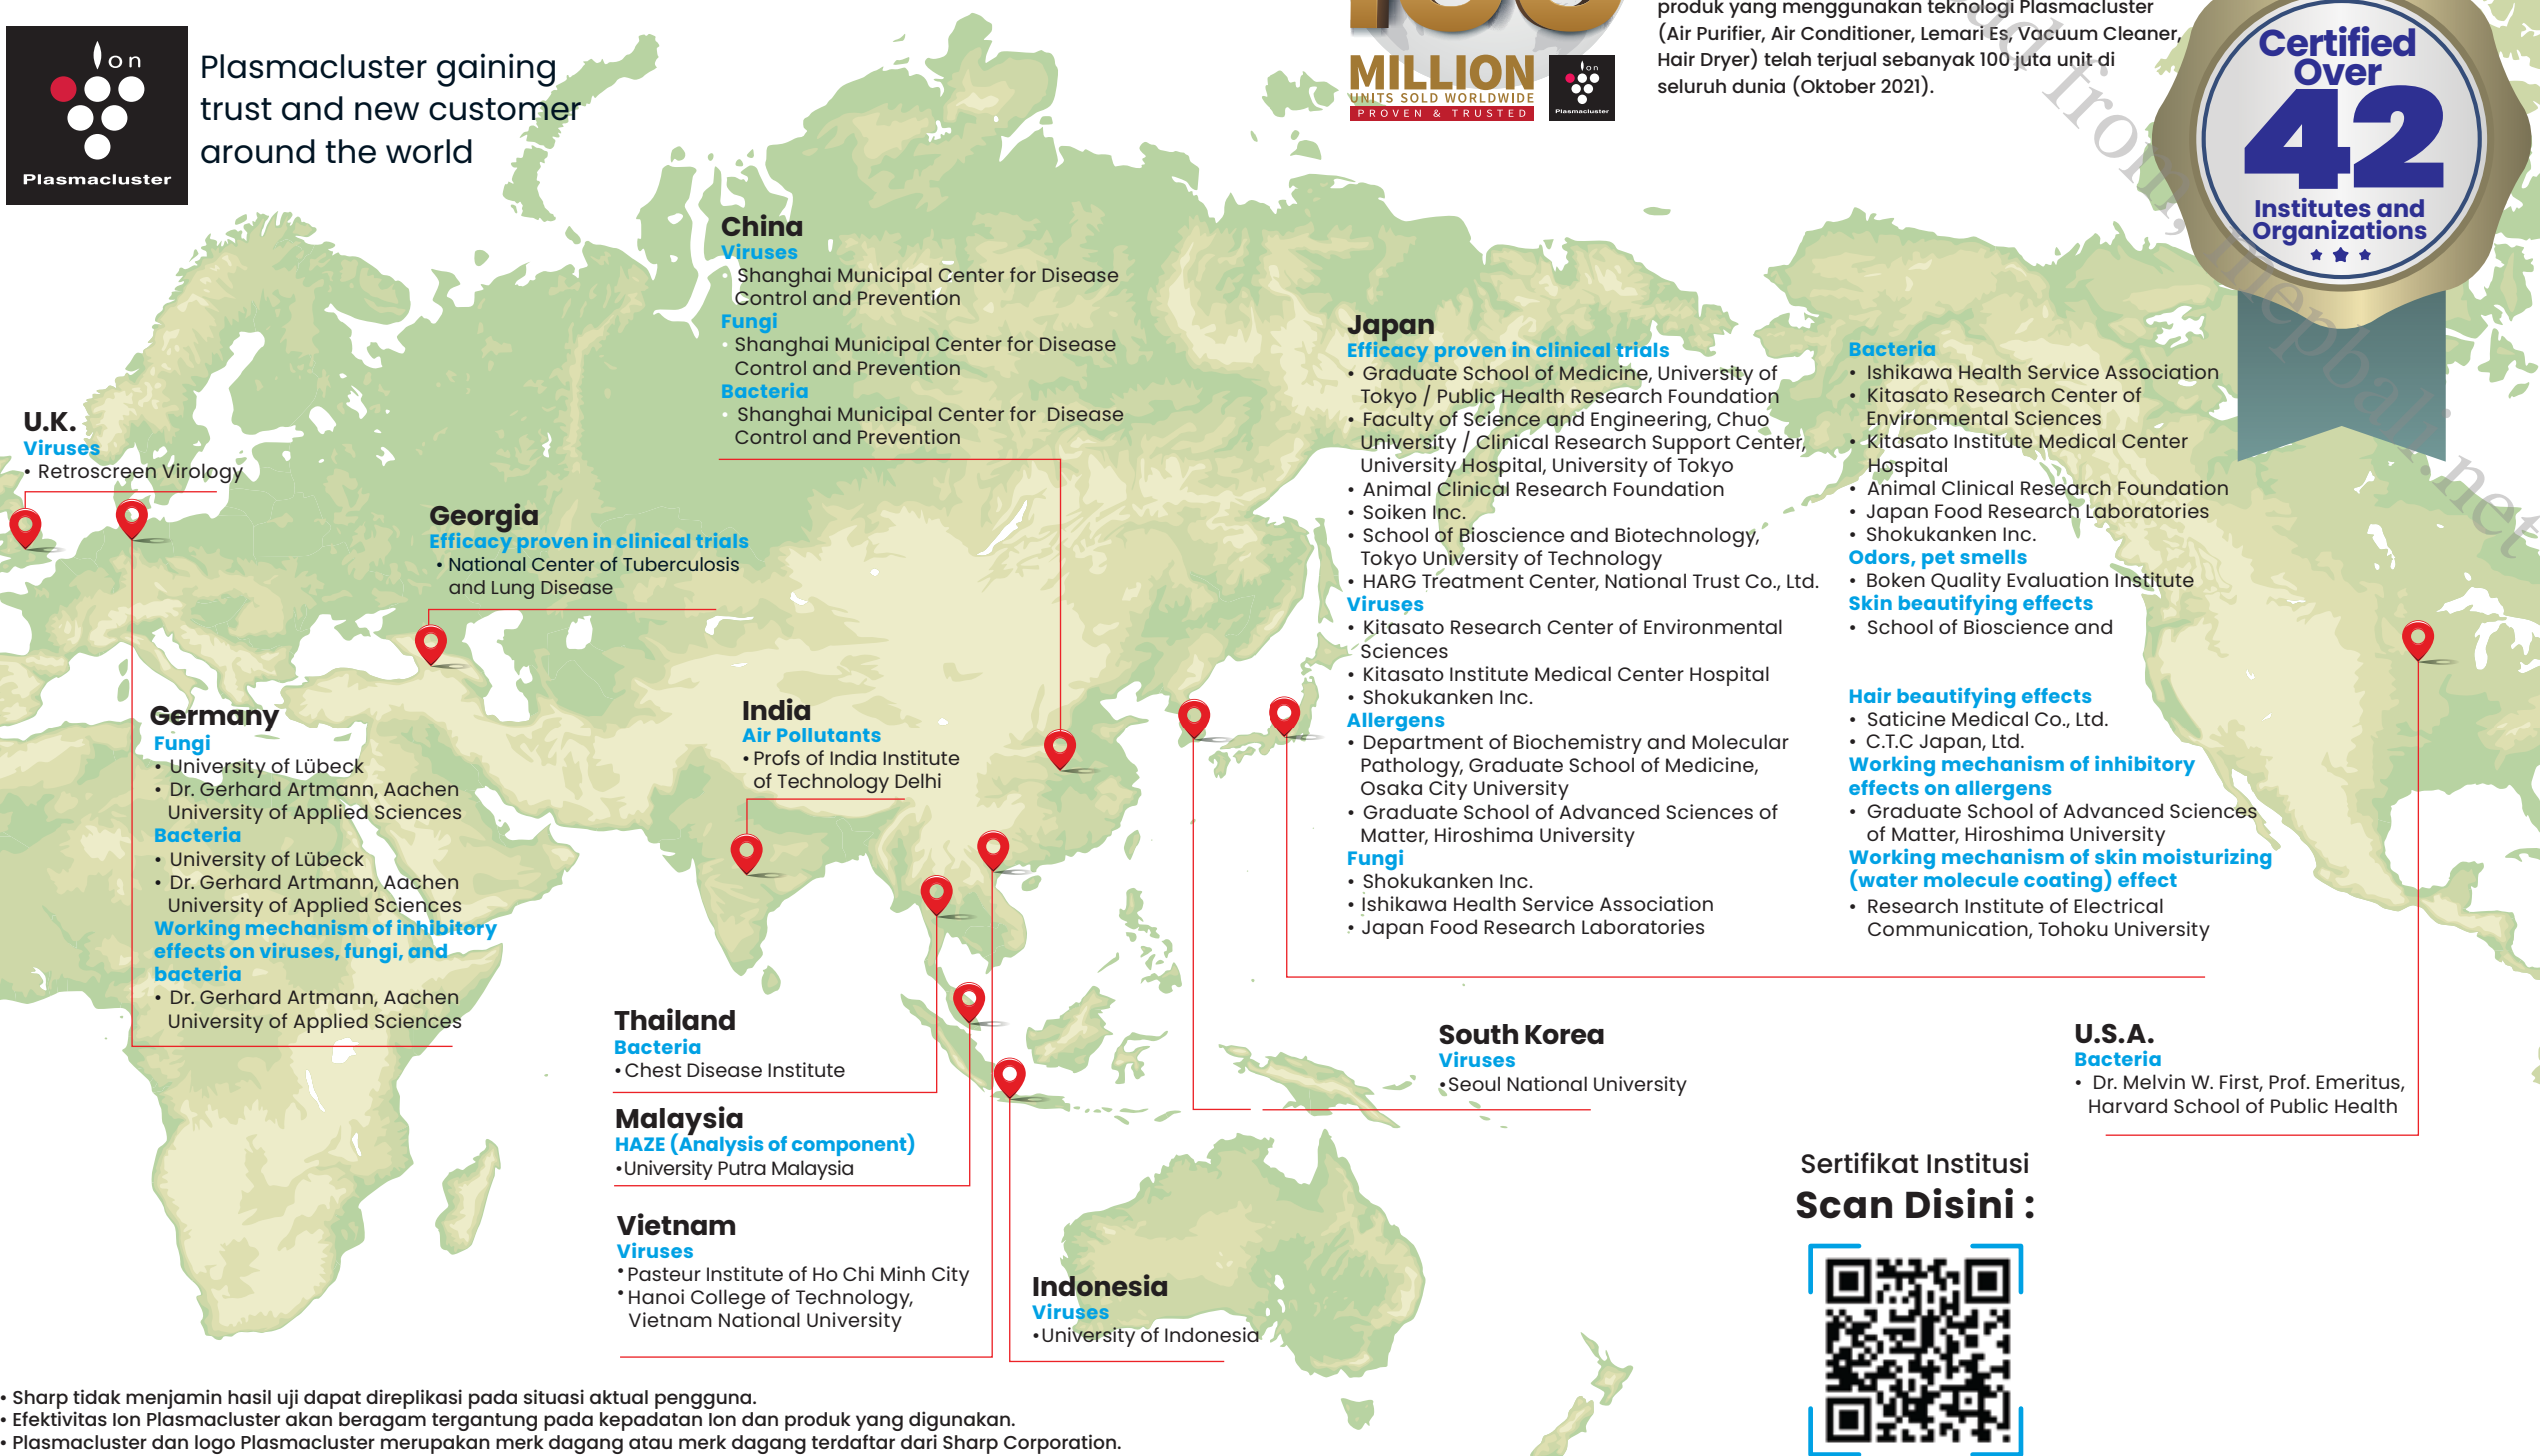 Ion
Plasmacluster
Plasmacluster gaining
trust and new customer
around the world
100
MILLION
UNITS SOLD WORLDWIDE
PROVEN & TRUSTED
Ion
Plasmacluster
produk yang menggunakan teknologi Plasmacluster
(Air Purifier, Air Conditioner, Lemari Es, Vacuum Cleaner,
Hair Dryer) telah terjual sebanyak 100 juta unit di
seluruh dunia (Oktober 2021).
Certified
Over
42
Institutes and
Organizations
China
Viruses
• Shanghai Municipal Center for Disease
Control and Prevention
Fungi
• Shanghai Municipal Center for Disease
Control and Prevention
Bacteria
• Shanghai Municipal Center for Disease
Control and Prevention
U.K.
Viruses
• Retroscreen Virology
Georgia
Efficacy proven in clinical trials
• National Center of Tuberculosis
and Lung Disease
Germany
Fungi
• University of Lübeck
• Dr. Gerhard Artmann, Aachen
University of Applied Sciences
Bacteria
• University of Lübeck
• Dr. Gerhard Artmann, Aachen
University of Applied Sciences
Working mechanism of inhibitory
effects on viruses, fungi, and
bacteria
• Dr. Gerhard Artmann, Aachen
University of Applied Sciences
India
Air Pollutants
• Profs of India Institute
of Technology Delhi
Japan
Efficacy proven in clinical trials
• Graduate School of Medicine, University of
Tokyo / Public Health Research Foundation
• Faculty of Science and Engineering, Chuo
University / Clinical Research Support Center,
University Hospital, University of Tokyo
• Animal Clinical Research Foundation
• Soiken Inc.
• School of Bioscience and Biotechnology,
Tokyo University of Technology
• HARG Treatment Center, National Trust Co., Ltd.
Viruses
• Kitasato Research Center of Environmental
Sciences
• Kitasato Institute Medical Center Hospital
• Shokukanken Inc.
Allergens
• Department of Biochemistry and Molecular
Pathology, Graduate School of Medicine,
Osaka City University
• Graduate School of Advanced Sciences of
Matter, Hiroshima University
Fungi
• Shokukanken Inc.
• Ishikawa Health Service Association
• Japan Food Research Laboratories
Bacteria
• Ishikawa Health Service Association
• Kitasato Research Center of
Environmental Sciences
• Kitasato Institute Medical Center
Hospital
• Animal Clinical Research Foundation
• Japan Food Research Laboratories
• Shokukanken Inc.
Odors, pet smells
• Boken Quality Evaluation Institute
Skin beautifying effects
• School of Bioscience and
Hair beautifying effects
• Saticine Medical Co., Ltd.
• C.T.C Japan, Ltd.
Working mechanism of inhibitory
effects on allergens
• Graduate School of Advanced Sciences
of Matter, Hiroshima University
Working mechanism of skin moisturizing
(water molecule coating) effect
• Research Institute of Electrical
Communication, Tohoku University
Thailand
Bacteria
• Chest Disease Institute
Malaysia
HAZE (Analysis of component)
• University Putra Malaysia
Vietnam
Viruses
• Pasteur Institute of Ho Chi Minh City
• Hanoi College of Technology,
Vietnam National University
Indonesia
Viruses
• University of Indonesia
South Korea
Viruses
• Seoul National University
U.S.A.
Bacteria
• Dr. Melvin W. First, Prof. Emeritus,
Harvard School of Public Health
Sertifikat Institusi
Scan Disini :
• Sharp tidak menjamin hasil uji dapat direplikasi pada situasi aktual pengguna.
• Efektivitas Ion Plasmacluster akan beragam tergantung pada kepadatan Ion dan produk yang digunakan.
• Plasmacluster dan logo Plasmacluster merupakan merk dagang atau merk dagang terdaftar dari Sharp Corporation.